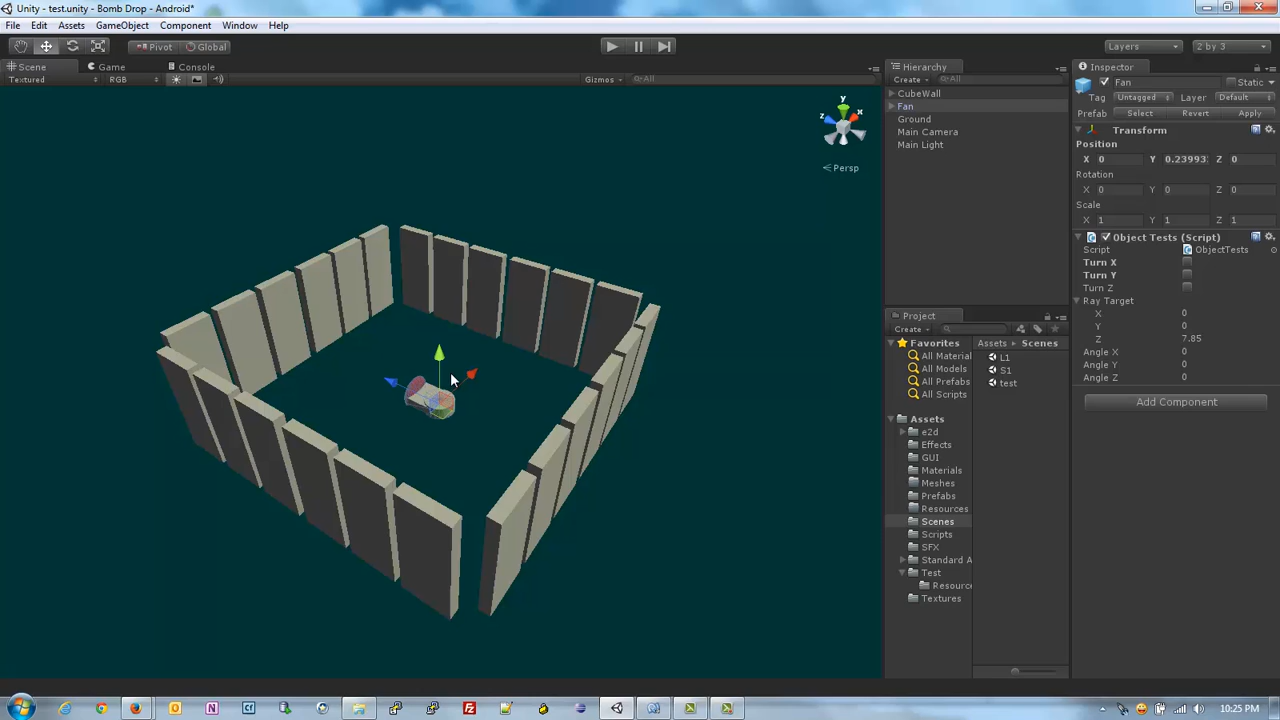 Unity - test.unity - Bomb Drop - Android*
File Edit Assets GameObject Component Window Help
Pivot Global
Layers 2 by 3
Scene Game Console
Textured RGB Gizmos All
y
z x
Persp
Hierarchy
Create All
CubeWall
Fan
Ground
Main Camera
Main Light
Project
Create
Favorites
All Material
All Models
All Prefabs
All Scripts
Assets
e2d
Effects
GUI
Materials
Meshes
Prefabs
Resources
Scenes
Scripts
SFX
Standard A
Test
Resourc
Textures
Assets Scenes
L1
S1
test
Inspector
Fan Static
Tag Untagged Layer Default
Prefab Select Revert Apply
Transform
Position
X 0 Y 0.23993 Z 0
Rotation
X 0 Y 0 Z 0
Scale
X 1 Y 1 Z 1
Object Tests (Script)
Script ObjectTests
Turn X
Turn Y
Turn Z
Ray Target
X 0
Y 0
Z 7.85
Angle X 0
Angle Y 0
Angle Z 0
Add Component
10:25 PM